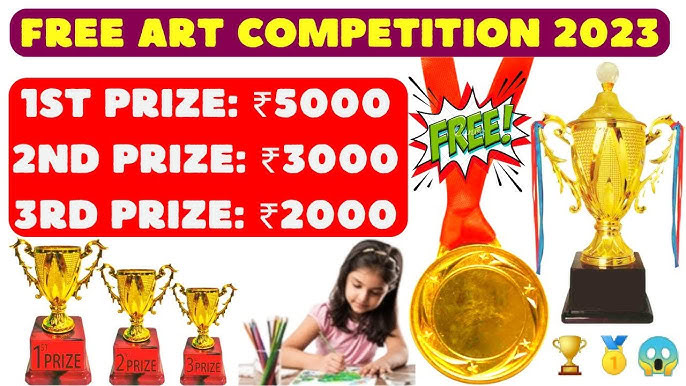 FREE ART COMPETITION 2023
1ST PRIZE: ₹5000
2ND PRIZE: ₹3000
3RD PRIZE: ₹2000
FREE!
1ST PRIZE
2 PRIZE
3 PRIZE